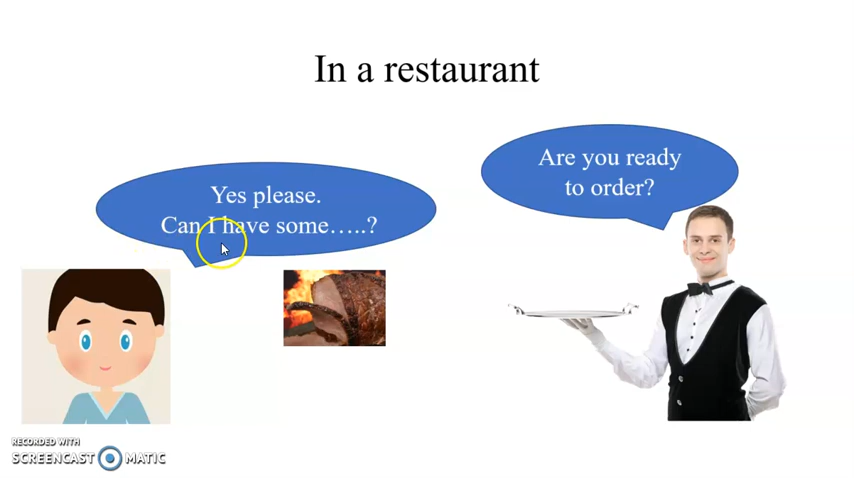 In a restaurant
Are you ready
to order?
Yes please.
Can I have some…..?
RECORDED WITH
SCREENCAST MATIC